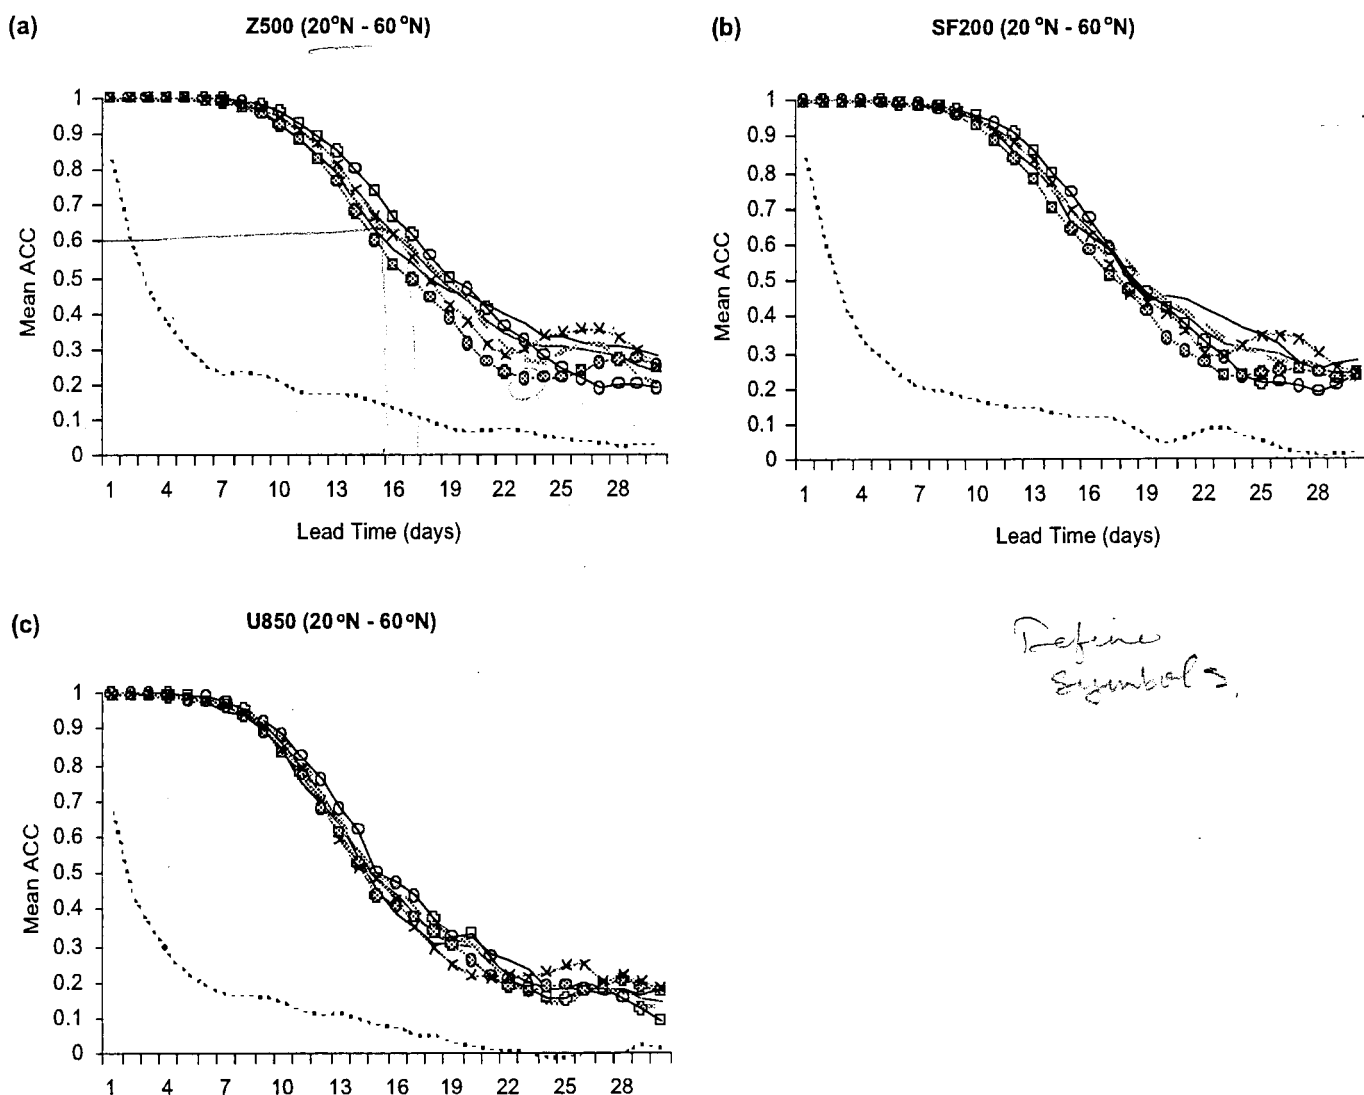 (a)
Z500 (20°N - 60°N)
1
0.9
0.8
0.7
0.6
0.5
0.4
0.3
0.2
0.1
0
Mean ACC
1 4 7 10 13 16 19 22 25 28
Lead Time (days)
(b)
SF200 (20°N - 60°N)
1
0.9
0.8
0.7
0.6
0.5
0.4
0.3
0.2
0.1
0
Mean ACC
1 4 7 10 13 16 19 22 25 28
Lead Time (days)
(c)
U850 (20°N - 60°N)
1
0.9
0.8
0.7
0.6
0.5
0.4
0.3
0.2
0.1
0
Mean ACC
1 4 7 10 13 16 19 22 25 28
Define
Symbols.